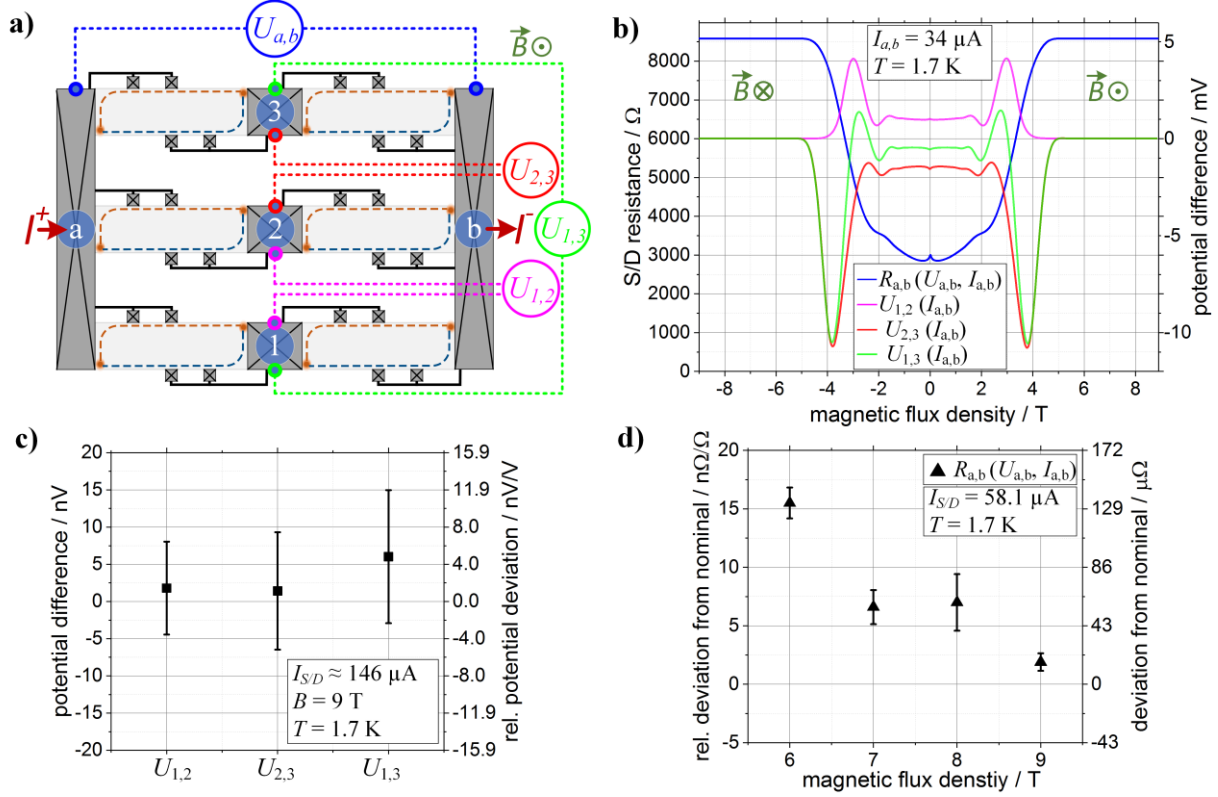 a)
U_{a,b}
B⃗ ⊙
3
U_{2,3}
I^+
a
2
b
I^-
U_{1,3}
U_{1,2}
1
b)
I_{a,b} = 34 µA
T = 1.7 K
B⃗ ⊗
B⃗ ⊙
8000
7000
6000
5000
4000
3000
2000
1000
0
S/D resistance / Ω
5
0
-5
-10
potential difference / mV
R_{a,b} (U_{a,b}, I_{a,b})
U_{1,2} (I_{a,b})
U_{2,3} (I_{a,b})
U_{1,3} (I_{a,b})
-8 -6 -4 -2 0 2 4 6 8
magnetic flux density / T
c)
20
15
10
5
0
-5
-10
-15
-20
potential difference / nV
15.9
11.9
8.0
4.0
0.0
-4.0
-8.0
-11.9
-15.9
rel. potential deviation / nV/V
I_{S/D} ≈ 146 µA
B = 9 T
T = 1.7 K
U_{1,2} U_{2,3} U_{1,3}
d)
20
15
10
5
0
-5
rel. deviation from nominal / nΩ/Ω
172
129
86
43
0
-43
deviation from nominal / µΩ
R_{a,b} (U_{a,b}, I_{a,b})
I_{S/D} = 58.1 µA
T = 1.7 K
6 7 8 9
magnetic flux denstiy / T